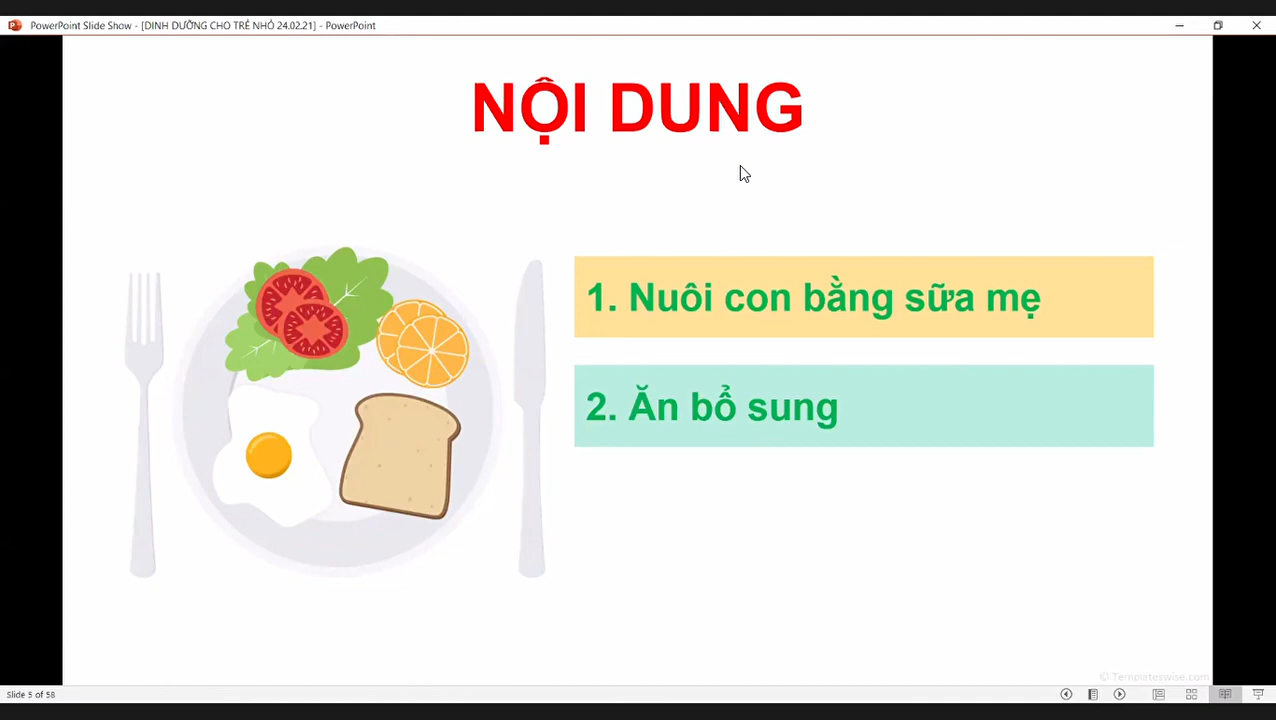 PowerPoint Slide Show - [DINH DƯỠNG CHO TRẺ NHỎ 24.02.21] - PowerPoint
NỘI DUNG
1. Nuôi con bằng sữa mẹ
2. Ăn bổ sung
© Templateswise.com
Slide 5 of 58